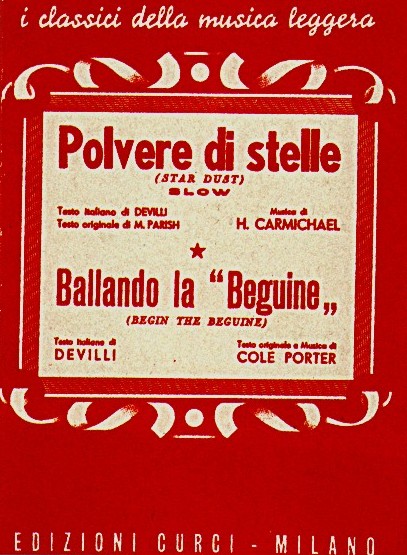 i classici della musica leggera
Polvere di stelle
(STAR DUST)
SLOW
Testo italiano di DEVILLI
Testo originale di M. PARISH
Musica di
H. CARMICHAEL
Ballando la "Beguine„
(BEGIN THE BEGUINE)
Testo italiano di
DEVILLI
Testo originale e Musica di
COLE PORTER
EDIZIONI CURCI - MILANO